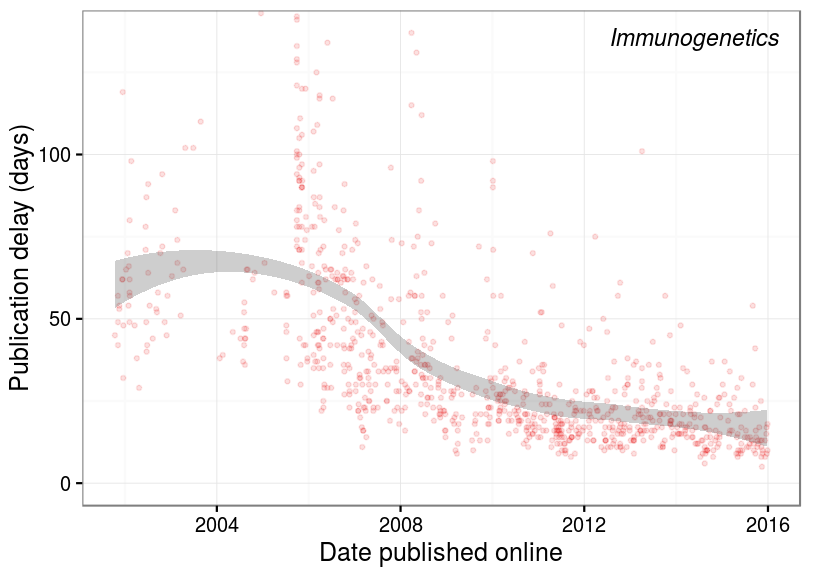 Immunogenetics
Publication delay (days)
100
50
0
2004
2008
2012
2016
Date published online